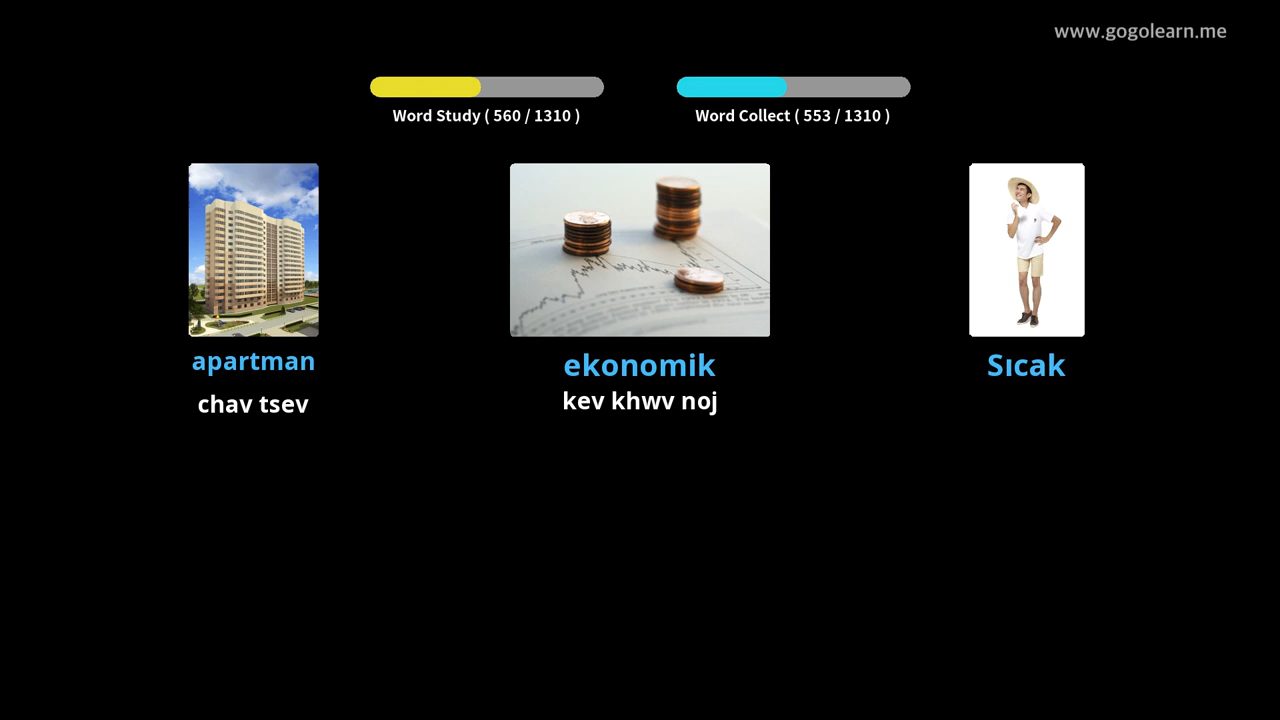 www.gogolearn.me
Word Study ( 560 / 1310 )
Word Collect ( 553 / 1310 )
apartman
chav tsev
ekonomik
kev khwv noj
Sıcak